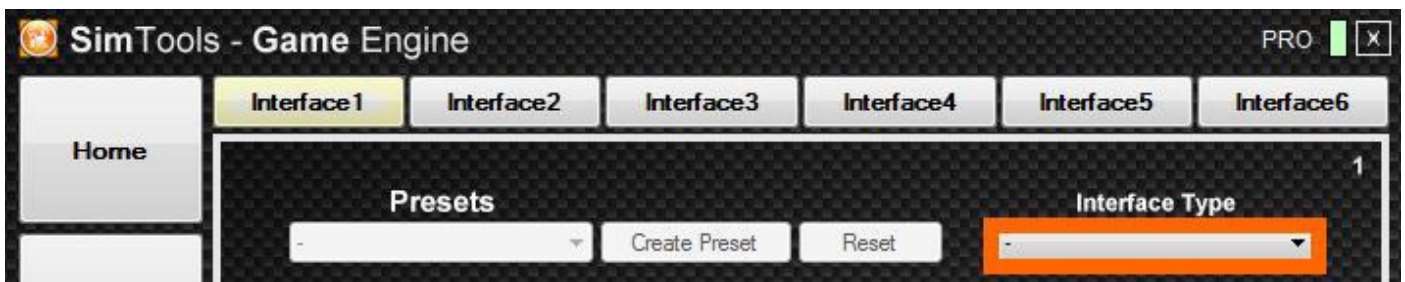 SimTools - Game Engine PRO X
Interface1 Interface2 Interface3 Interface4 Interface5 Interface6
Home
1
Presets Interface Type
- Create Preset Reset -